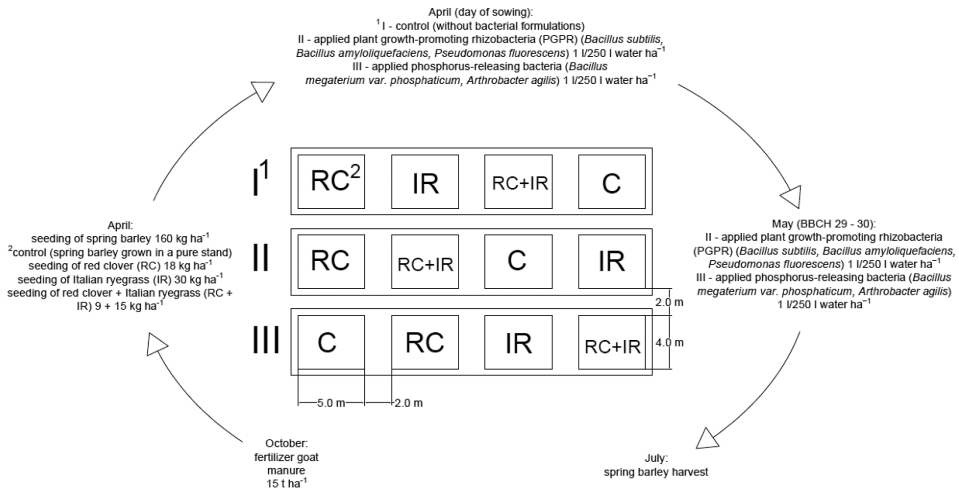 April (day of sowing):
¹ I - control (without bacterial formulations)
II - applied plant growth-promoting rhizobacteria (PGPR) (Bacillus subtilis,
Bacillus amyloliquefaciens, Pseudomonas fluorescens) 1 l/250 l water ha⁻¹
III - applied phosphorus-releasing bacteria (Bacillus
megaterium var. phosphaticum, Arthrobacter agilis) 1 l/250 l water ha⁻¹
I¹ RC² IR RC+IR C
II RC RC+IR C IR
III C RC IR RC+IR
2.0 m
4.0 m
5.0 m 2.0 m
April:
seeding of spring barley 160 kg ha⁻¹
²control (spring barley grown in a pure stand)
seeding of red clover (RC) 18 kg ha⁻¹
seeding of Italian ryegrass (IR) 30 kg ha⁻¹
seeding of red clover + Italian ryegrass (RC +
IR) 9 + 15 kg ha⁻¹
May (BBCH 29 - 30):
II - applied plant growth-promoting rhizobacteria
(PGPR) (Bacillus subtilis, Bacillus amyloliquefaciens,
Pseudomonas fluorescens) 1 l/250 l water ha⁻¹
III - applied phosphorus-releasing bacteria (Bacillus
megaterium var. phosphaticum, Arthrobacter agilis)
1 l/250 l water ha⁻¹
October:
fertilizer goat
manure
15 t ha⁻¹
July:
spring barley harvest